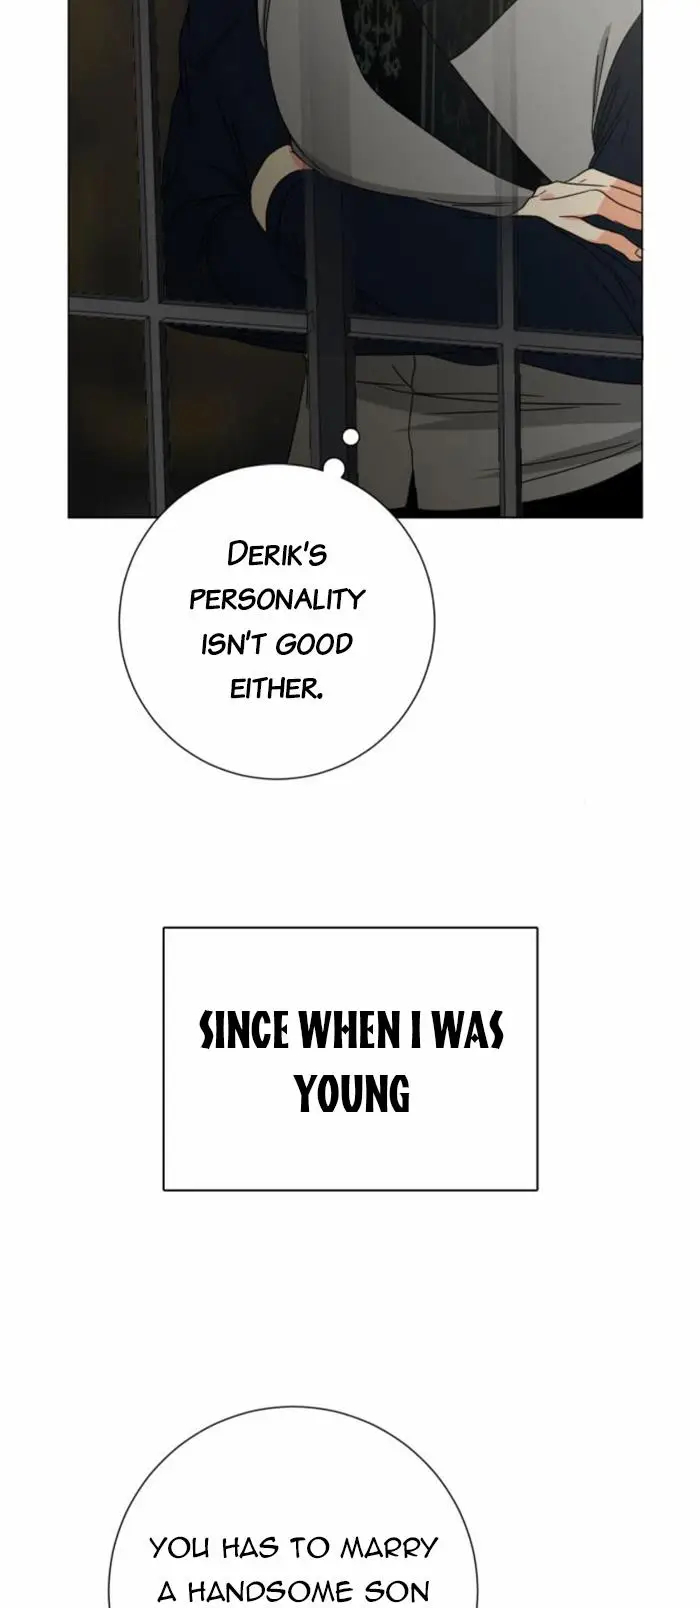 DERIK'S
PERSONALITY
ISN'T GOOD
EITHER.
SINCE WHEN I WAS
YOUNG
YOU HAS TO MARRY
A HANDSOME SON